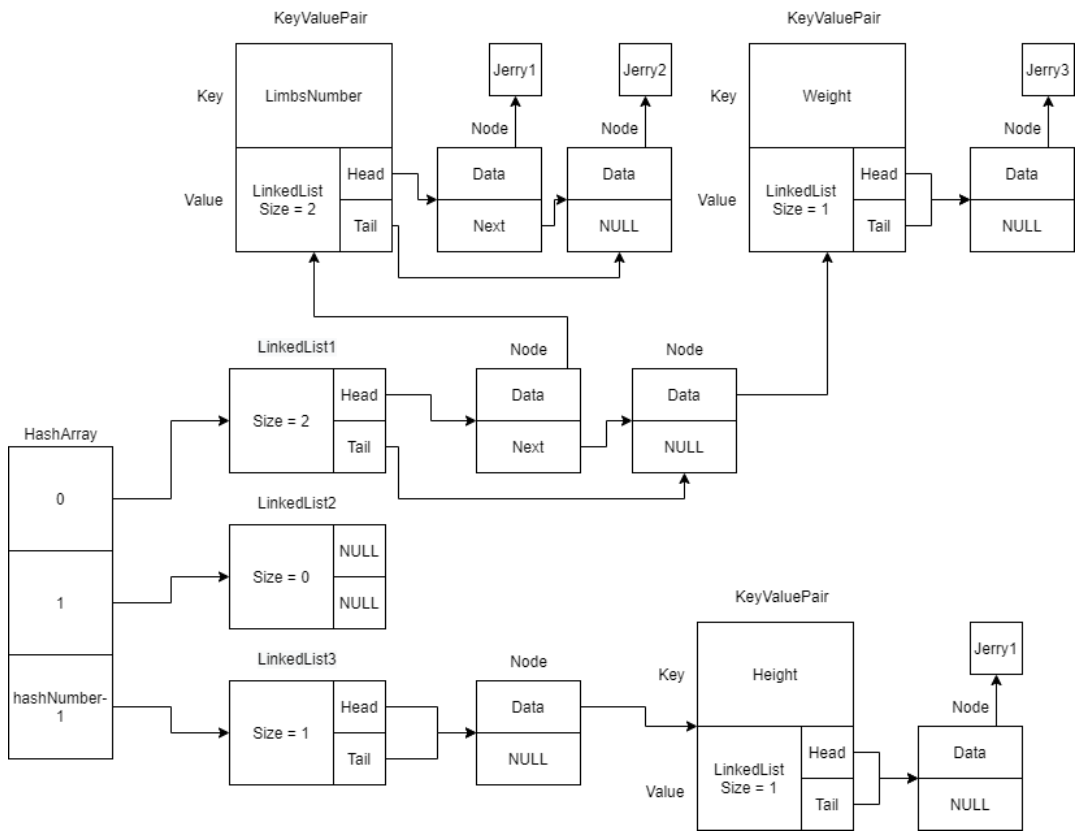 KeyValuePair
KeyValuePair
Jerry1
Jerry2
Jerry3
Key
LimbsNumber
Key
Weight
Node
Node
Node
Value
LinkedList
Size = 2
Head
Tail
Data
Next
Data
NULL
Value
LinkedList
Size = 1
Head
Tail
Data
NULL
LinkedList1
Node
Node
Size = 2
Head
Tail
Data
Next
Data
NULL
HashArray
0
1
hashNumber-
1
LinkedList2
Size = 0
NULL
NULL
LinkedList3
Node
Size = 1
Head
Tail
Data
NULL
KeyValuePair
Key
Height
Jerry1
Node
Value
LinkedList
Size = 1
Head
Tail
Data
NULL